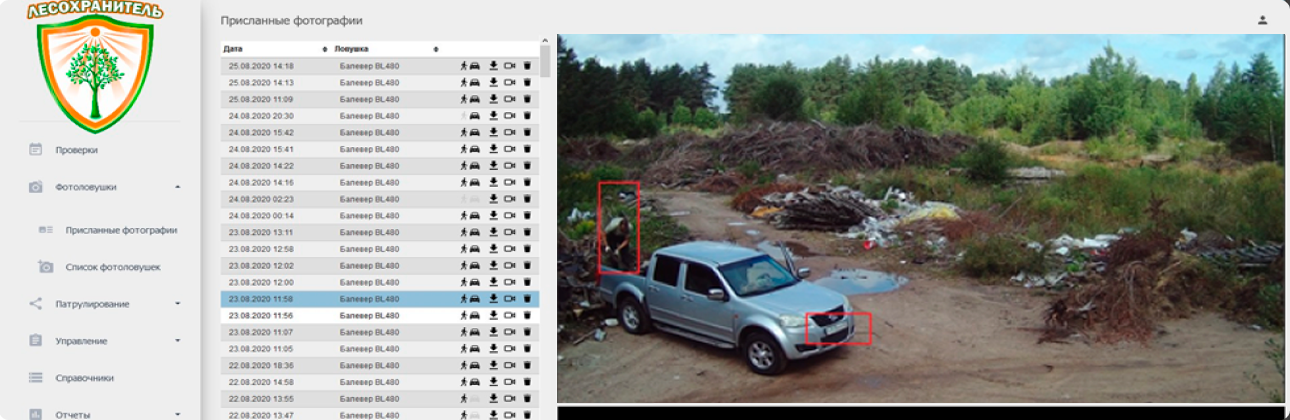 ЛЕСОХРАНИТЕЛЬ
Проверки
Фотоловушки
Присланные фотографии
Список фотоловушек
Патрулирование
Управление
Справочники
Отчеты
Присланные фотографии
Дата Ловушка
25.08.2020 14:18 Балевер BL480
25.08.2020 14:13 Балевер BL480
25.08.2020 11:09 Балевер BL480
24.08.2020 20:30 Балевер BL480
24.08.2020 15:42 Балевер BL480
24.08.2020 15:41 Балевер BL480
24.08.2020 14:22 Балевер BL480
24.08.2020 14:16 Балевер BL480
24.08.2020 02:23 Балевер BL480
24.08.2020 00:14 Балевер BL480
23.08.2020 13:11 Балевер BL480
23.08.2020 12:58 Балевер BL480
23.08.2020 12:02 Балевер BL480
23.08.2020 12:00 Балевер BL480
23.08.2020 11:58 Балевер BL480
23.08.2020 11:56 Балевер BL480
23.08.2020 11:07 Балевер BL480
23.08.2020 11:05 Балевер BL480
22.08.2020 18:36 Балевер BL480
22.08.2020 14:58 Балевер BL480
22.08.2020 13:55 Балевер BL480
22.08.2020 13:47 Балевер BL480